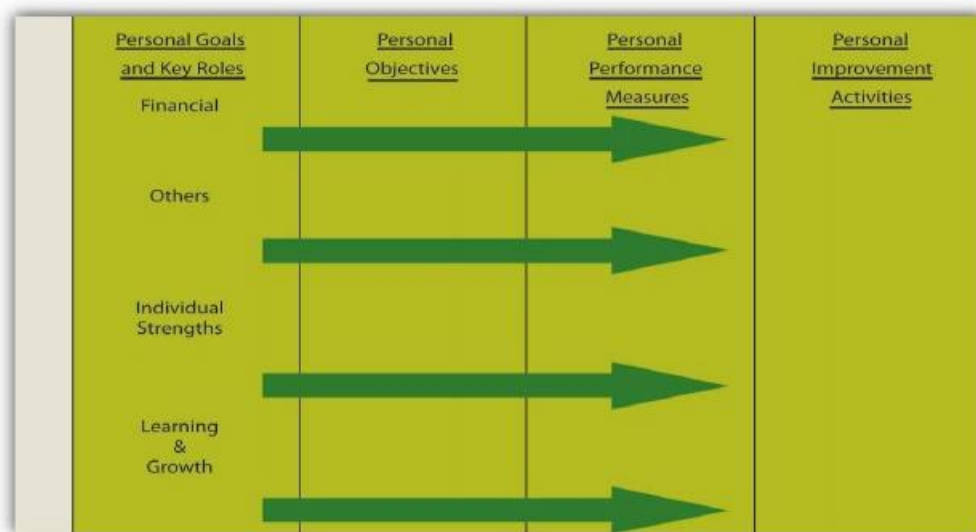 Personal Goals
and Key Roles
Financial
Others
Individual
Strengths
Learning
&
Growth
Personal
Objectives
Personal
Performance
Measures
Personal
Improvement
Activities